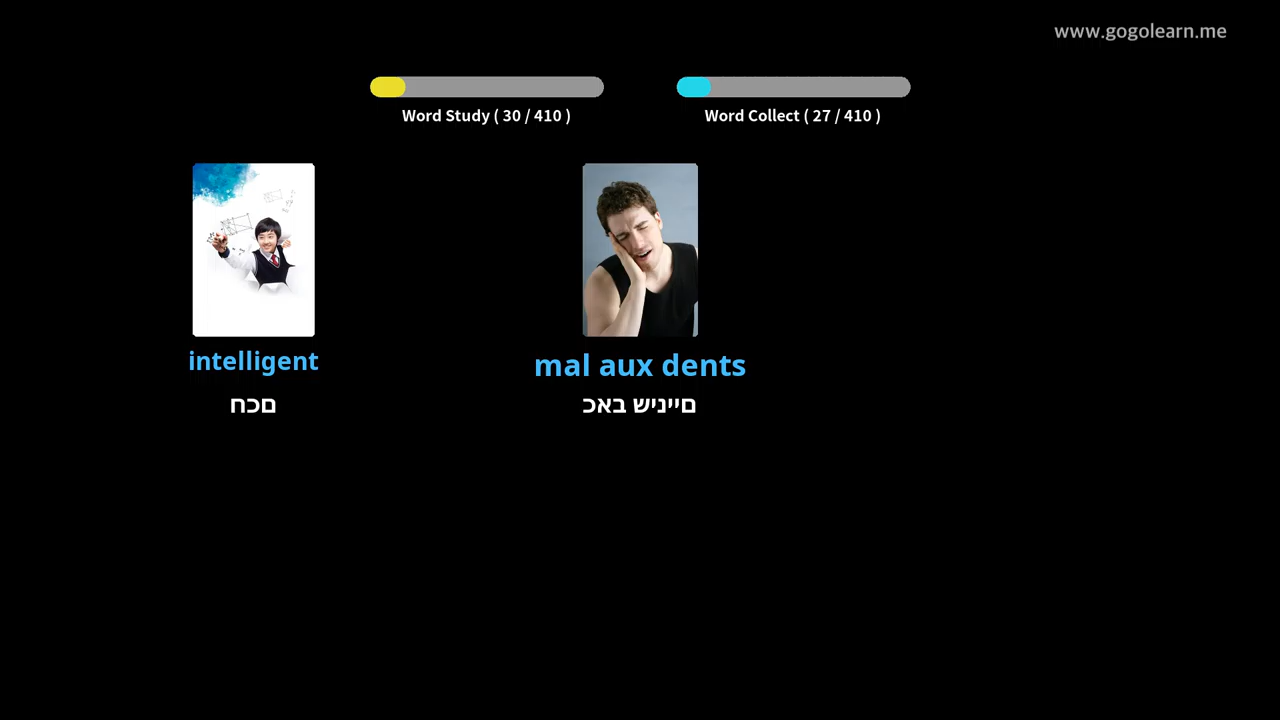 www.gogolearn.me
Word Study ( 30 / 410 )
Word Collect ( 27 / 410 )
intelligent
חכם
mal aux dents
כאב שיניים